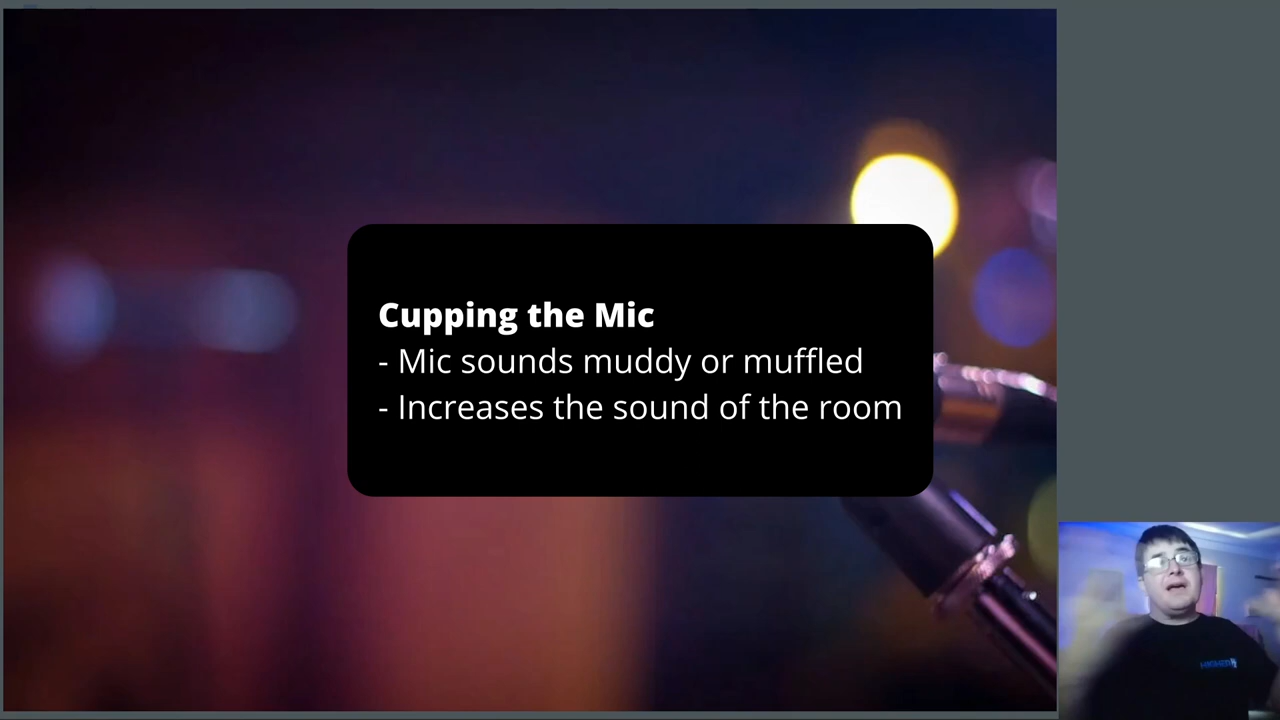 Cupping the Mic
- Mic sounds muddy or muffled
- Increases the sound of the room